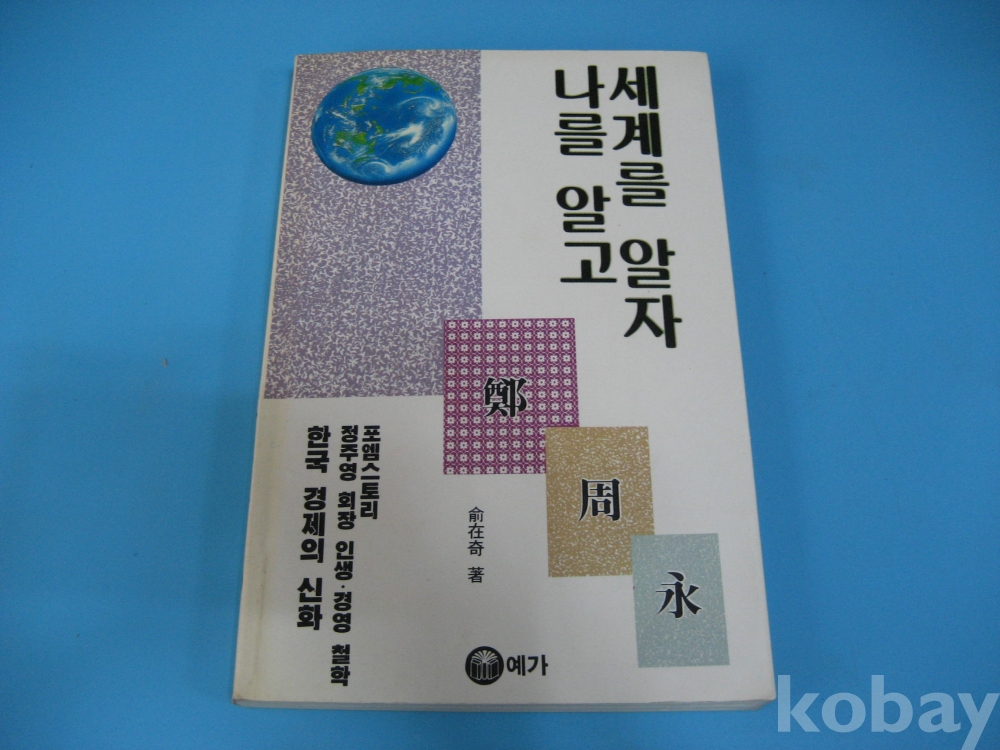 세계를 알자
나를 알고
鄭
周
永
兪在奇 著
포엠스토리
정주영 회장 인생·경영 철학
한국 경제의 신화
예가
kobay